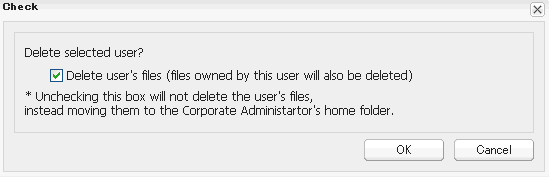 Check
Delete selected user?
Delete user's files (files owned by this user will also be deleted)
* Unchecking this box will not delete the user's files,
instead moving them to the Corporate Administartor's home folder.
OK
Cancel